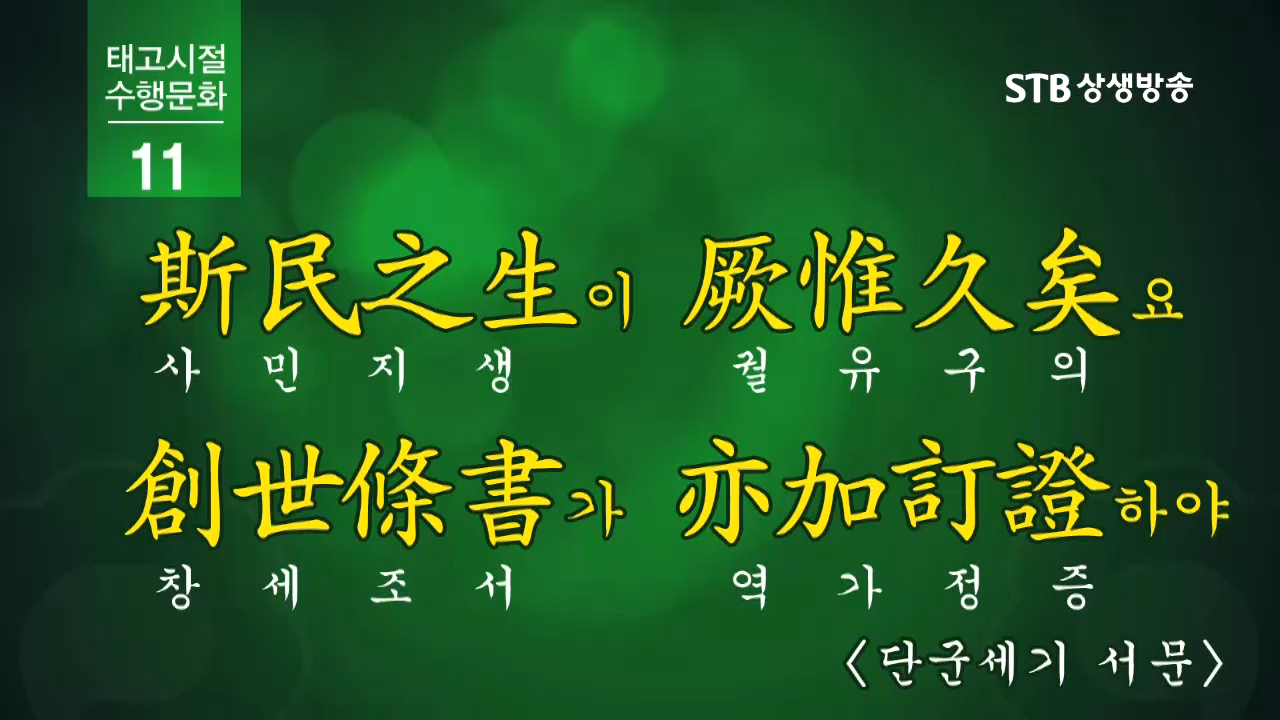 태고시절
수행문화
11
STB 상생방송
斯民之生이 厥惟久矣요
사 민 지 생 궐 유 구 의
創世條書가 亦加訂證하야
창 세 조 서 역 가 정 증
<단군세기 서문>